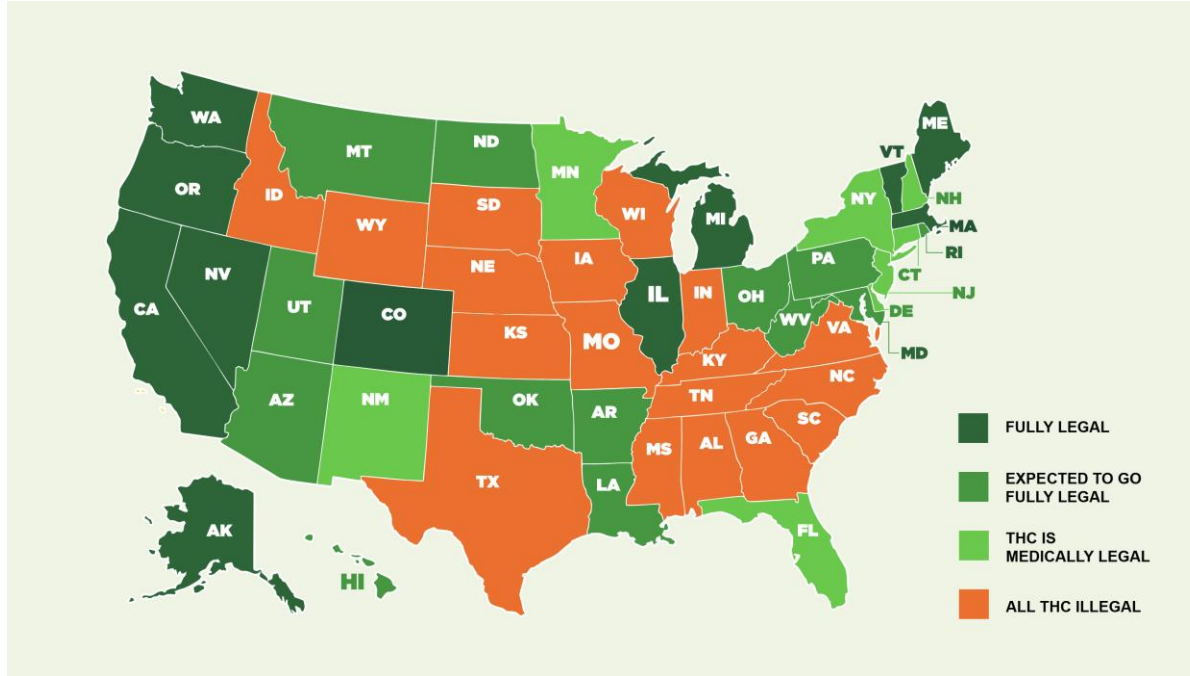 WA
MT
ND
MN
ME
VT
OR
ID
SD
WI
MI
NY
NH
MA
WY
RI
CT
IA
PA
NE
NJ
NV
UT
CO
IL
IN
OH
WV
DE
CA
KS
MO
VA
MD
KY
NC
AZ
NM
OK
AR
TN
SC
MS
AL
GA
TX
LA
FL
AK
HI
FULLY LEGAL
EXPECTED TO GO
FULLY LEGAL
THC IS
MEDICALLY LEGAL
ALL THC ILLEGAL